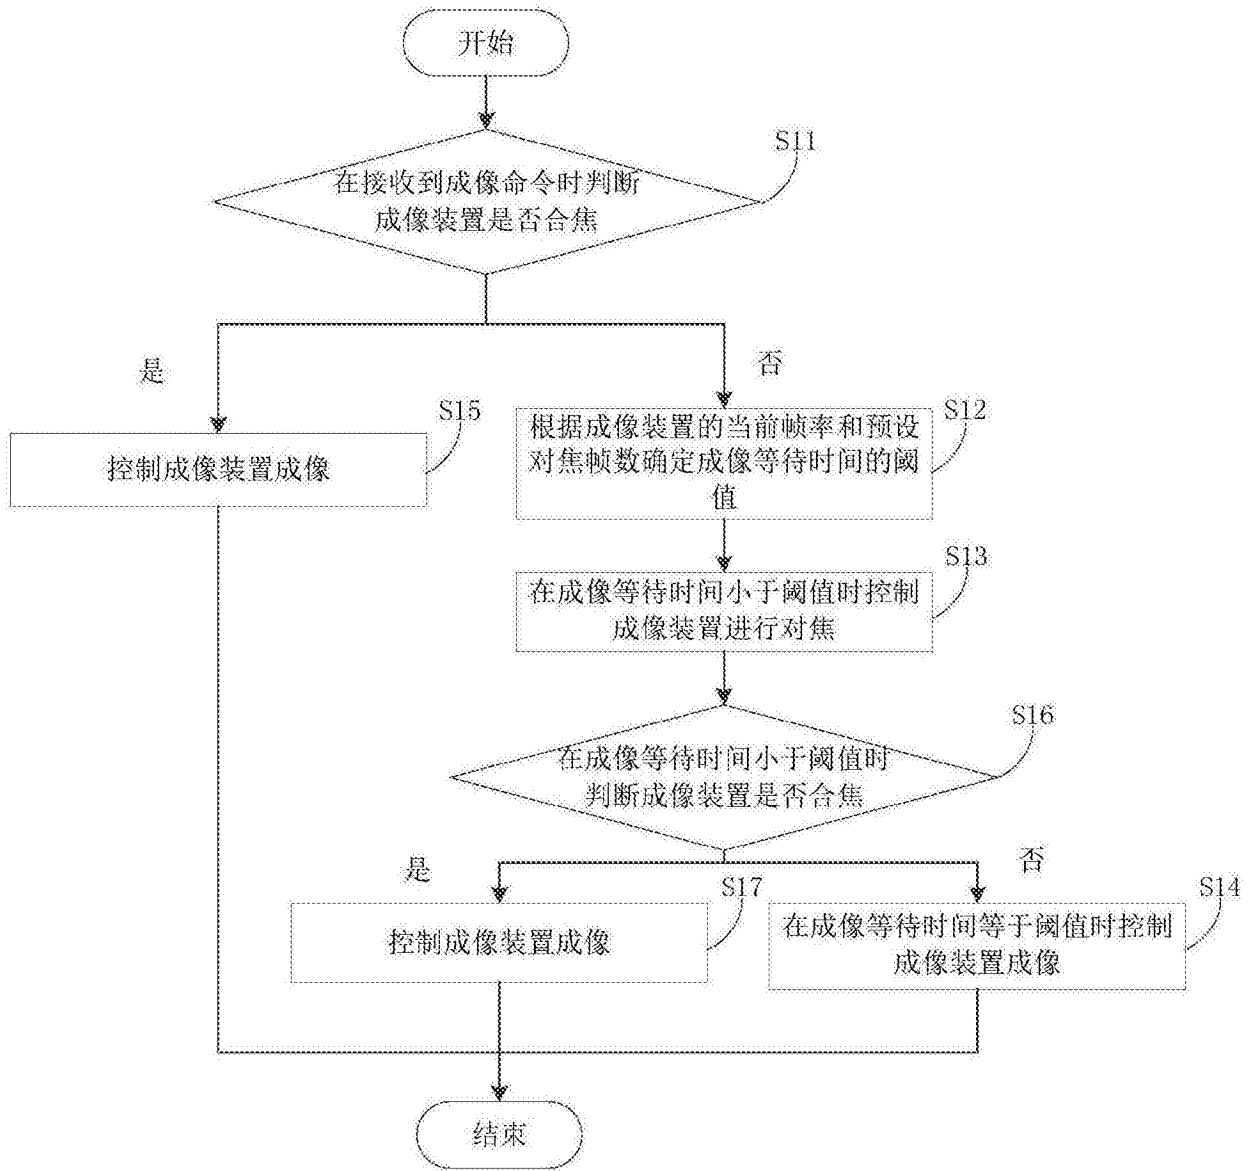 开始
S11
在接收到成像命令时判断
成像装置是否合焦
是
否
S15
控制成像装置成像
S12
根据成像装置的当前帧率和预设
对焦帧数确定成像等待时间的阈
值
S13
在成像等待时间小于阈值时控制
成像装置进行对焦
S16
在成像等待时间小于阈值时
判断成像装置是否合焦
是
否
S17
控制成像装置成像
S14
在成像等待时间等于阈值时控制
成像装置成像
结束